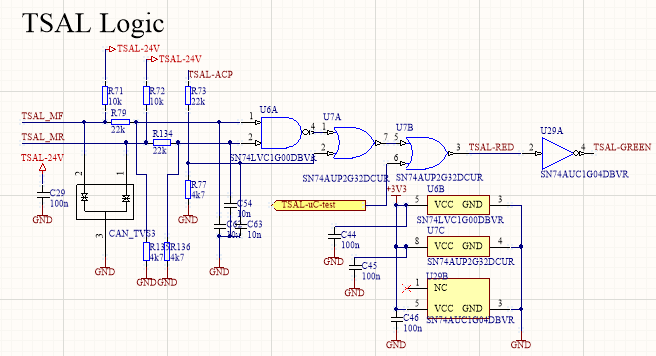 TSAL Logic
TSAL-24V
TSAL-24V
TSAL-ACP
R71
10k
R72
10k
R73
22k
U6A
TSAL_MF
R79
22k
1
4
1
U7A
7
5
U7B
TSAL_MR
R134
22k
2
2
6
3
TSAL-RED
2
U29A
4
TSAL-GREEN
SN74LVC1G00DBVR
SN74AUP2G32DCUR
SN74AUP2G32DCUR
SN74AUC1G04DBVR
TSAL-24V
2
1
C29
100n
GND
R77
4k7
+3V3
U6B
TSAL-uC-test
5
VCC
GND
3
SN74LVC1G00DBVR
C54
10n
C63
10n
GND
3
CAN_TVS3
C44
100n
GND
U7C
8
VCC
GND
4
SN74AUP2G32DCUR
R136
4k7
4k7
C45
100n
GND
U29B
1
NC
5
VCC
GND
3
SN74AUC1G04DBVR
C46
100n
GND
GND
GND
GND
GND
GND